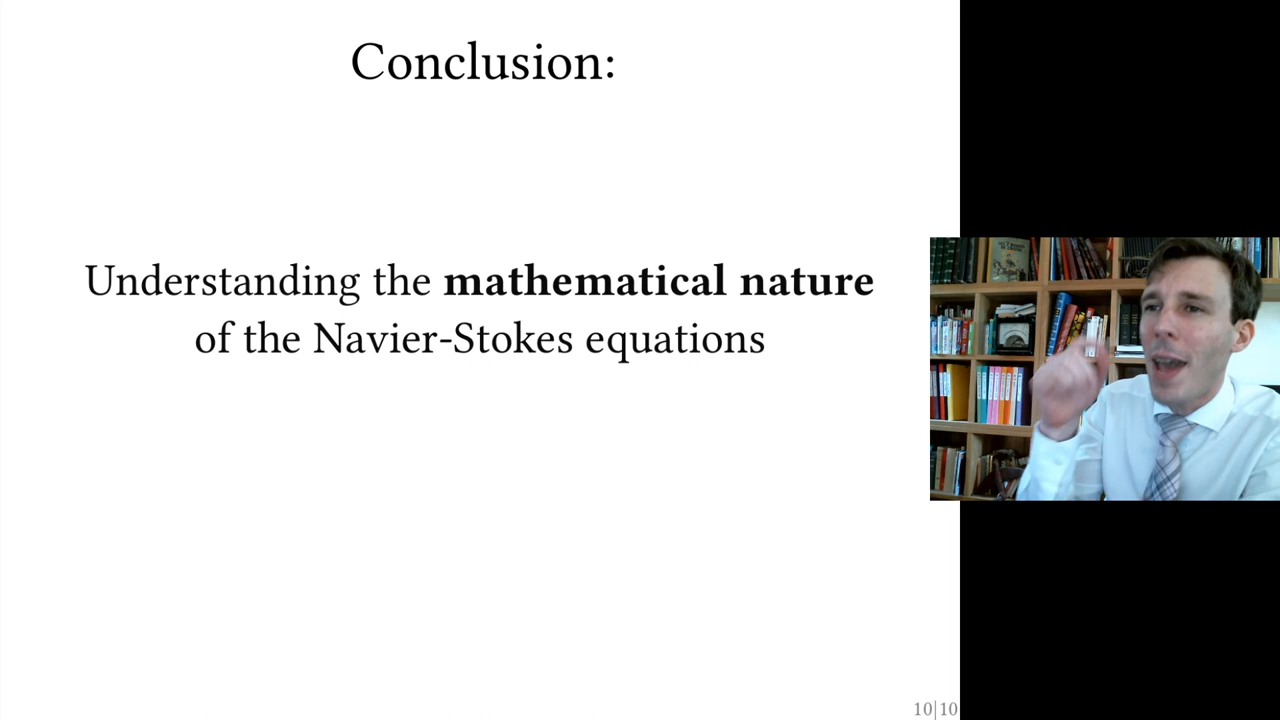 Conclusion:
Understanding the mathematical nature
of the Navier-Stokes equations
10|10